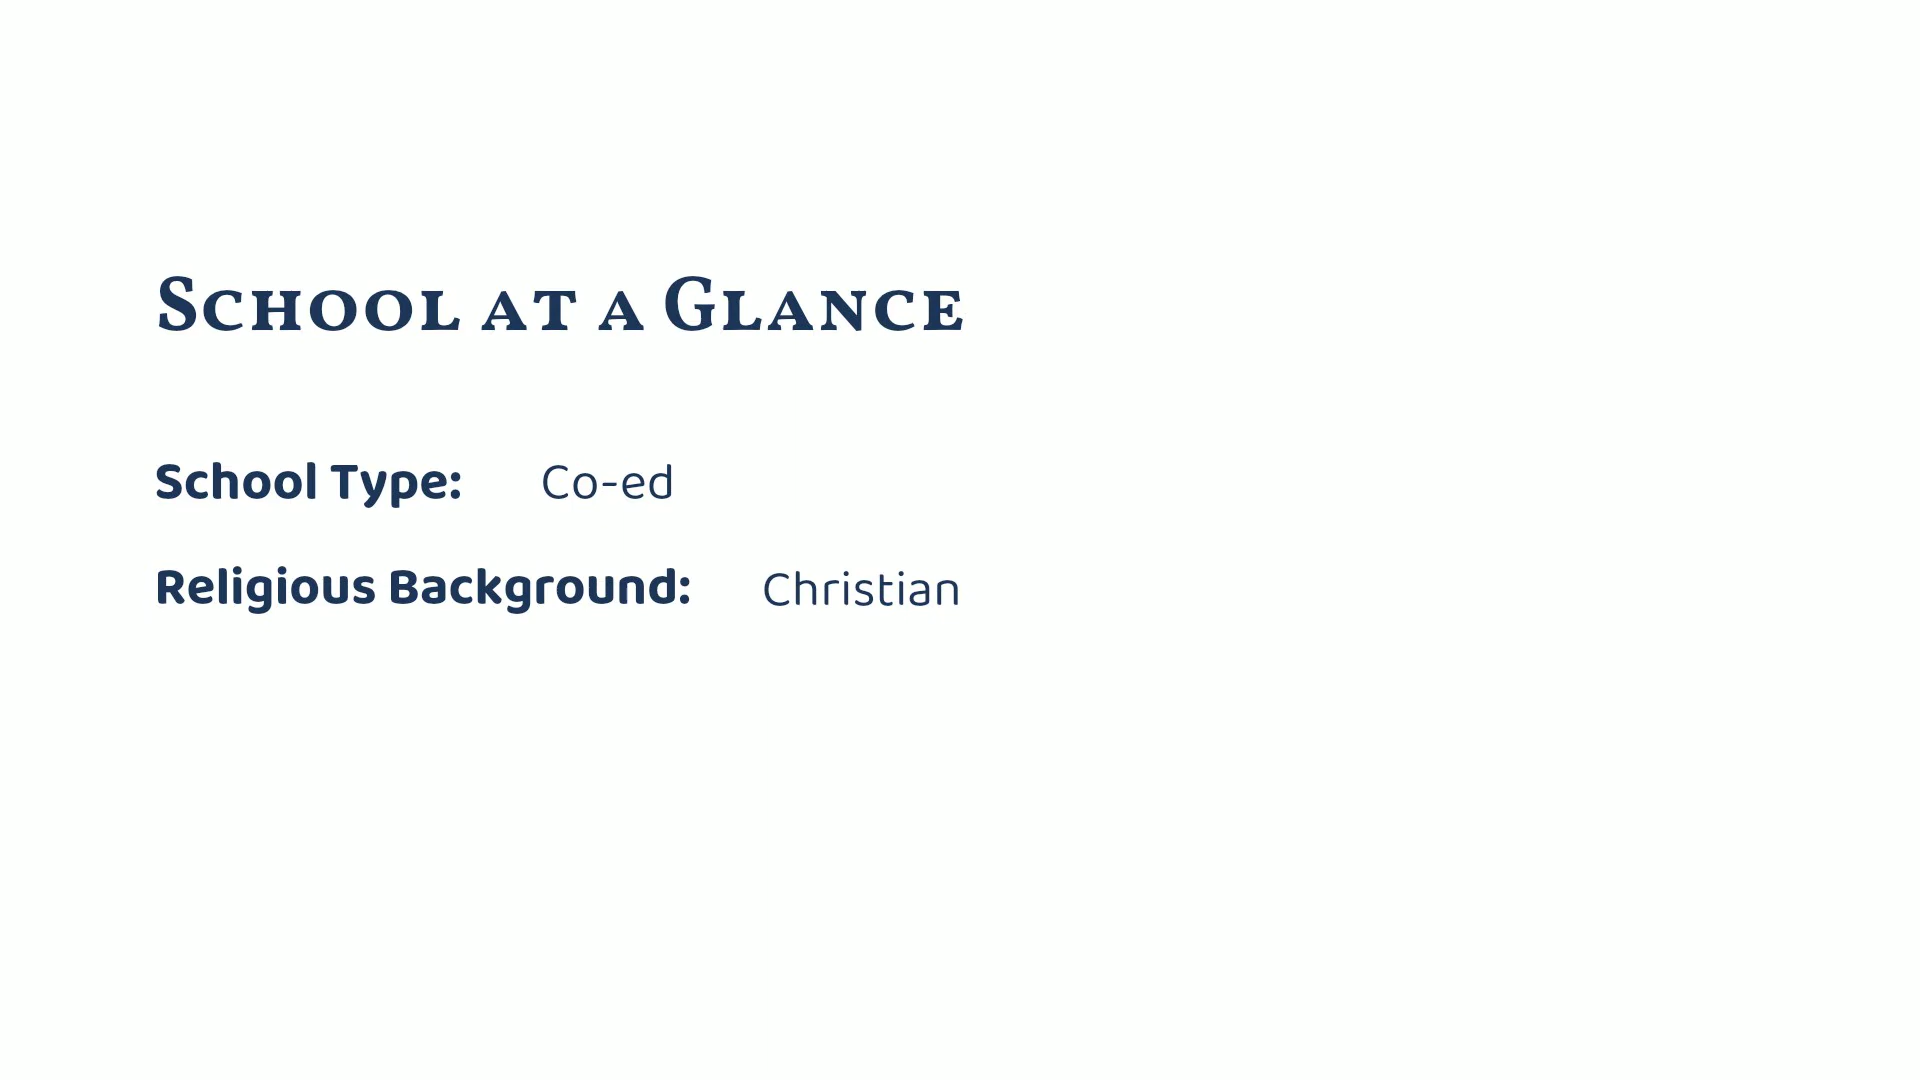 School at a Glance
School Type: Co-ed
Religious Background: Christian